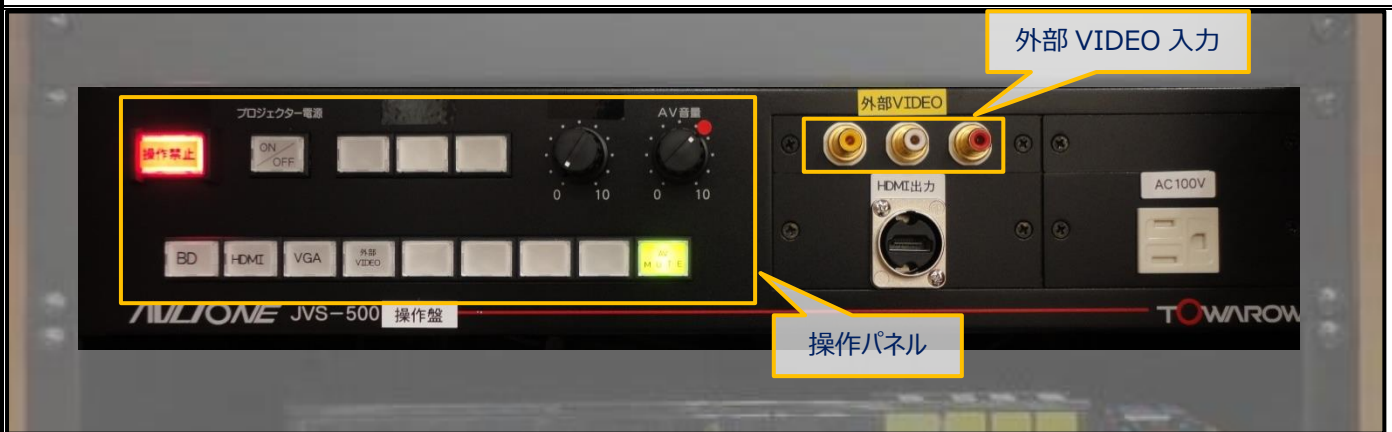 外部 VIDEO 入力
外部VIDEO
プロジェクター電源
AV音量
操作禁止
ON/OFF
0 10
0 10
HDMI出力
AC100V
BD
HDMI
VGA
外部
VIDEO
AV
MUTE
AVLTONE JVS-500
操作盤
TOWAROW
操作パネル